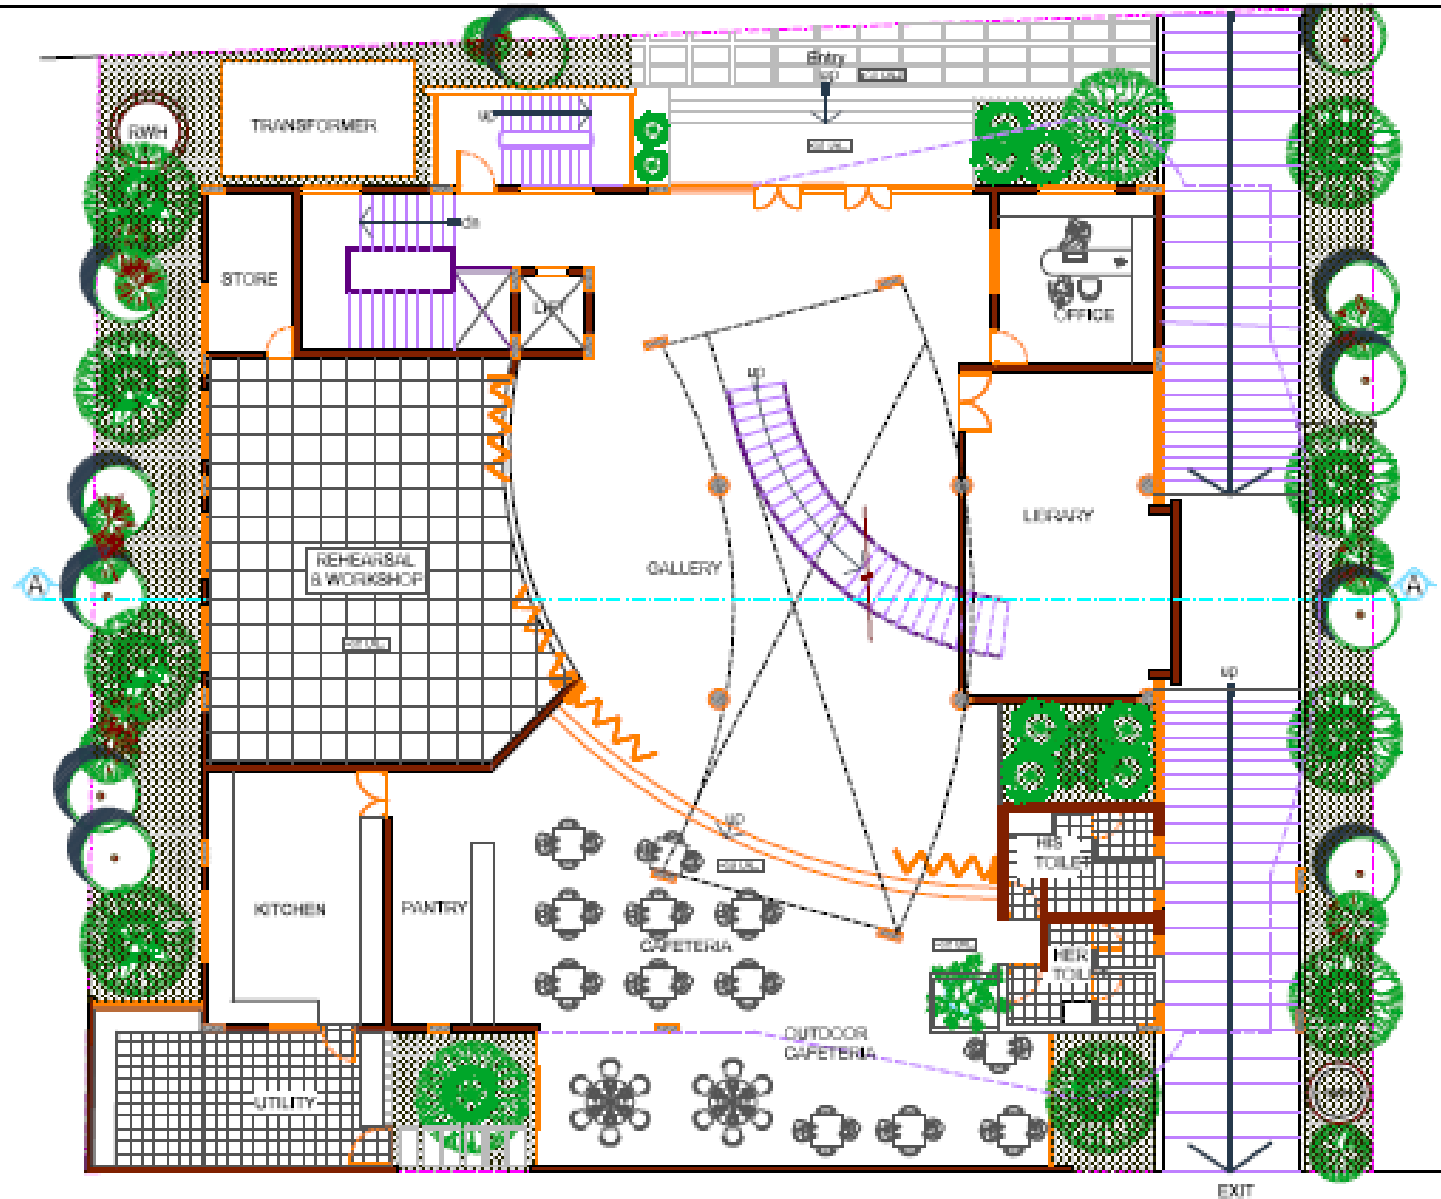 Entry
up
RWH
TRANSFORMER
up
dn
STORE
LIFT
OFFICE
up
LIBRARY
GALLERY
REHEARSAL
& WORKSHOP
A
A
up
up
HIS
TOILET
KITCHEN
PANTRY
CAFETERIA
HER
TOILET
OUTDOOR
CAFETERIA
UTILITY
EXIT